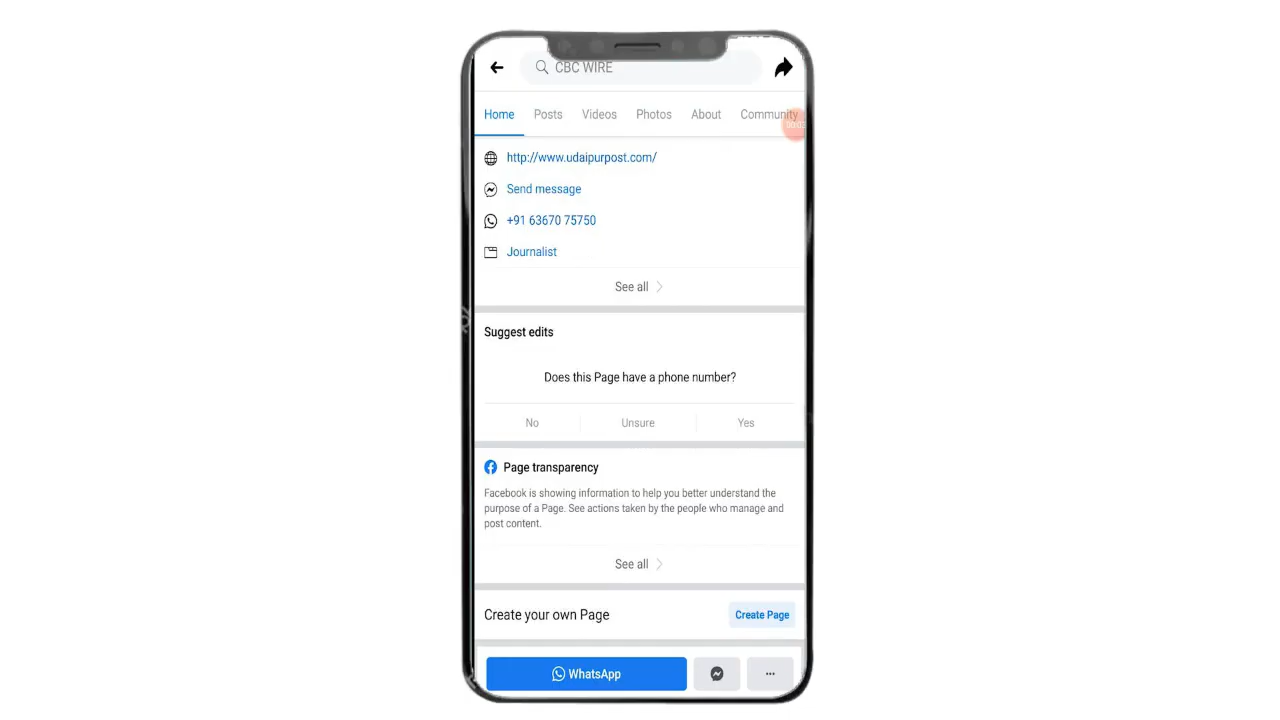 CBC WIRE
Home Posts Videos Photos About Community
http://www.udaipurpost.com/
Send message
+91 63670 75750
Journalist
See all
Suggest edits
Does this Page have a phone number?
No Unsure Yes
Page transparency
Facebook is showing information to help you better understand the
purpose of a Page. See actions taken by the people who manage and
post content.
See all
Create your own Page Create Page
WhatsApp